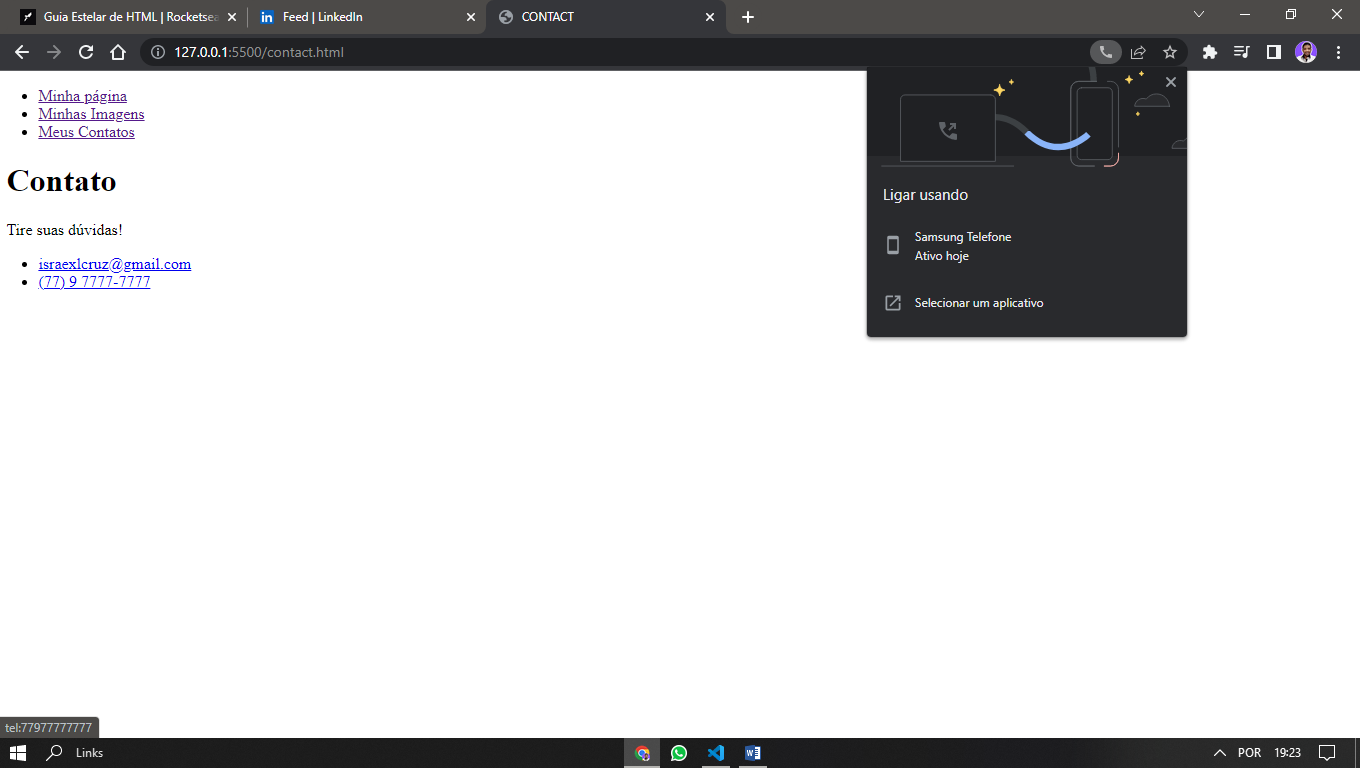 Guia Estelar de HTML | Rocketsea
Feed | LinkedIn
CONTACT
127.0.0.1:5500/contact.html
Minha página
Minhas Imagens
Meus Contatos
Contato
Tire suas dúvidas!
israexlcruz@gmail.com
(77) 9 7777-7777
Ligar usando
Samsung Telefone
Ativo hoje
Selecionar um aplicativo
tel:77977777777
Links
POR
19:23